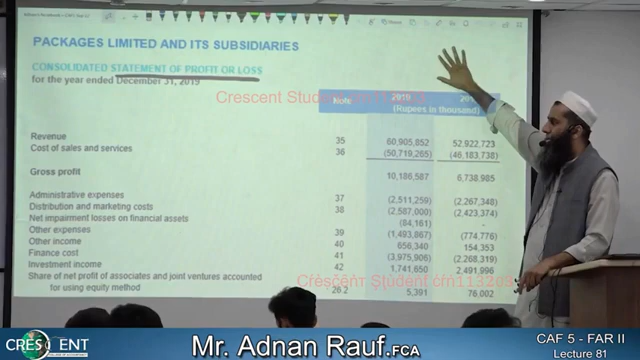 PACKAGES LIMITED AND ITS SUBSIDIARIES
CONSOLIDATED STATEMENT OF PROFIT OR LOSS
for the year ended December 31, 2019
Crescent Student
Note 2019
(Rupees in thousand)
Revenue 35 60,905,852 52,922,723
Cost of sales and services 36 (50,719,265) (46,183,738)
Gross profit 10,186,587 6,738,985
Administrative expenses 37 (2,511,259) (2,267,348)
Distribution and marketing costs 38 (2,587,000) (2,423,374)
Net impairment losses on financial assets (84,161) -
Other expenses 39 (1,493,867) (774,776)
Other income 40 656,340 154,353
Finance cost 41 (3,975,906) (2,268,319)
Investment income 42 1,741,650 2,491,996
Share of net profit of associates and joint ventures accounted
for using equity method 26.2 5,391 76,002
Crescent Student
CRESCENT
Mr. Adnan Rauf.FCA
CAF 5 - FAR II
Lecture 81